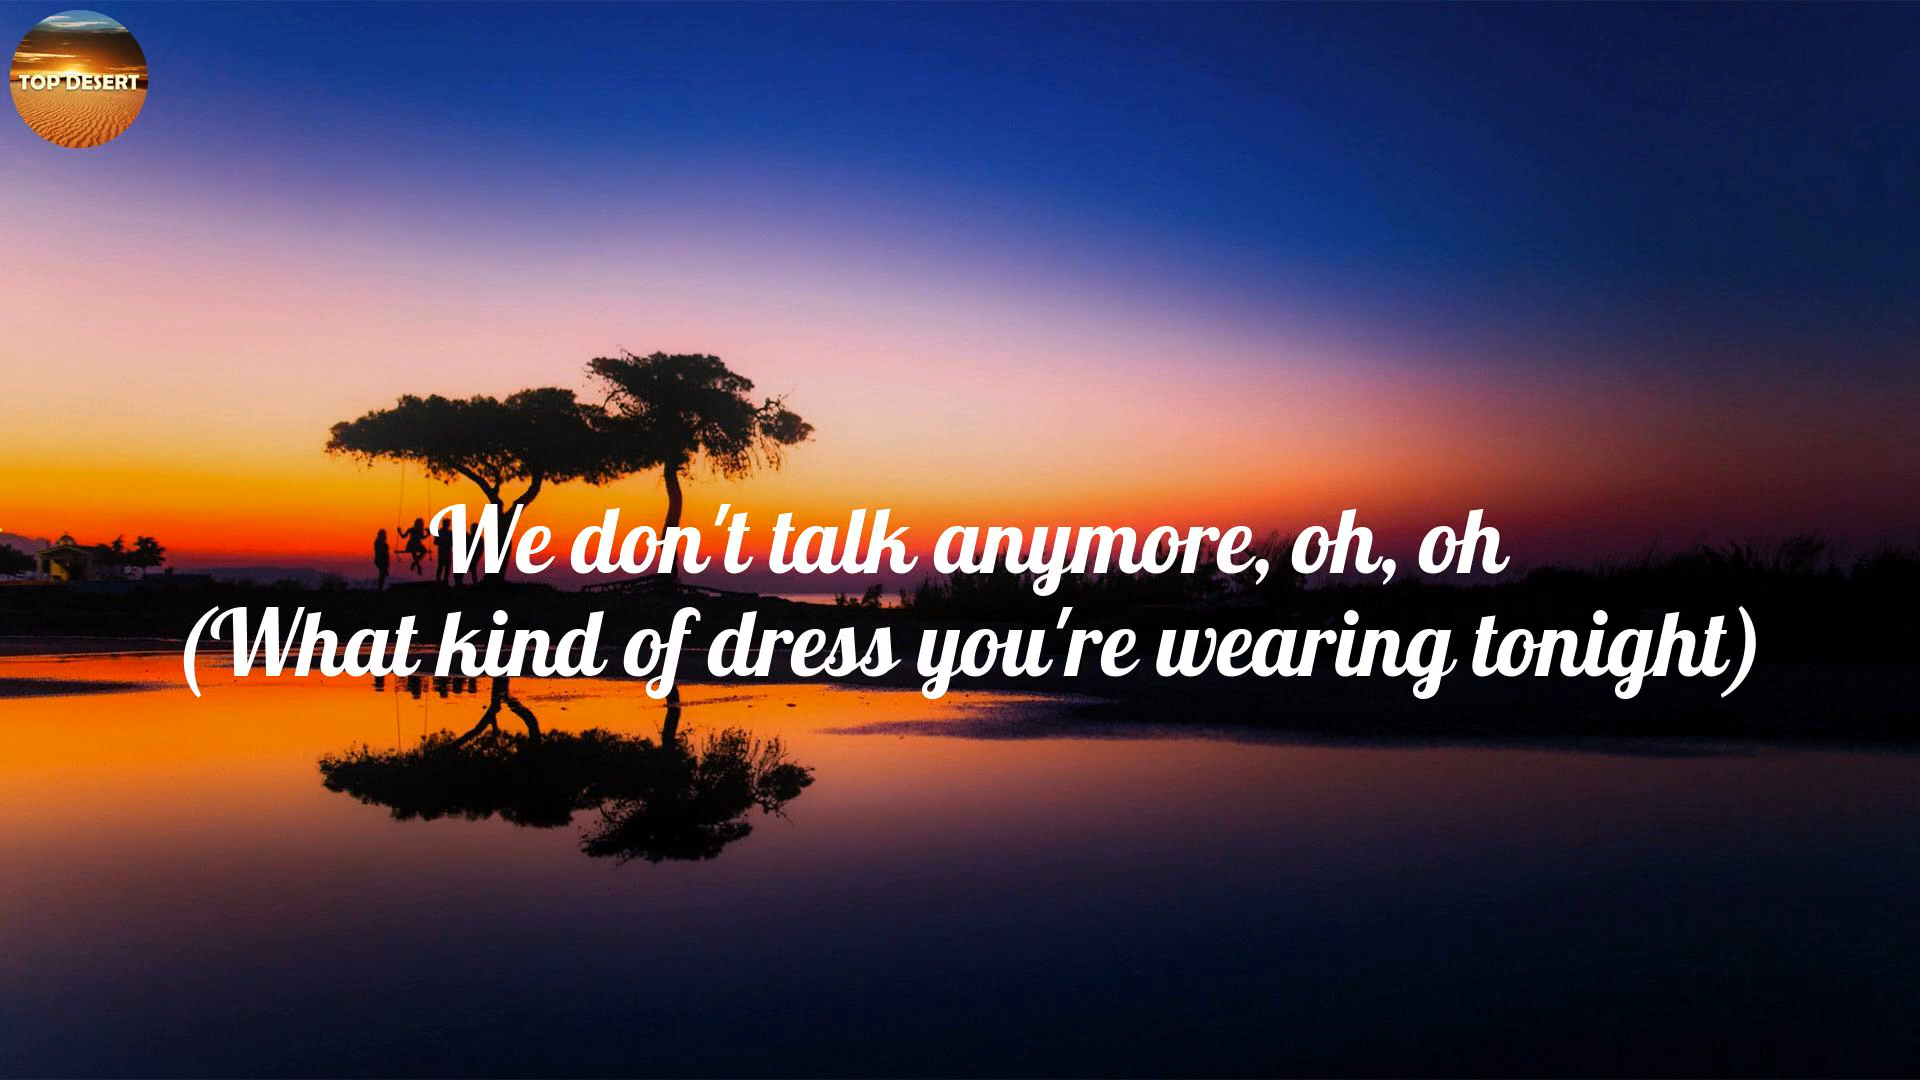 TOP DESERT
We don't talk anymore, oh, oh
(What kind of dress you're wearing tonight)